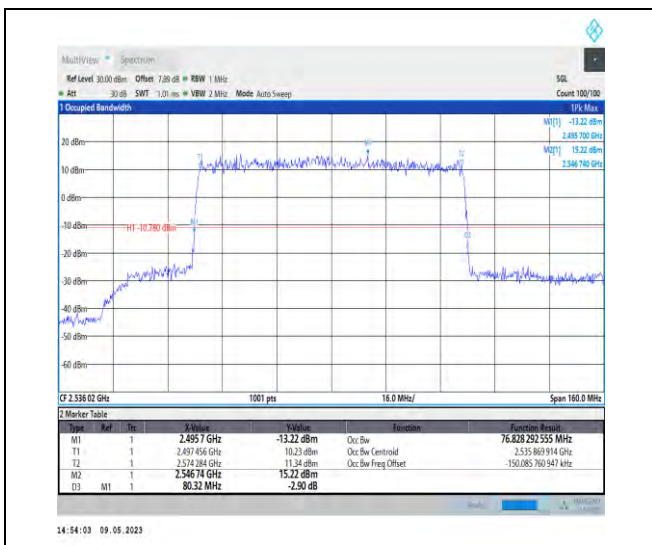 MultiView Spectrum
Ref Level 30.00 dBm Offset 7.89 dB RBW 1 MHz SGL
Att 30 dB SWT 1.01 ms VBW 2 MHz Mode Auto Sweep Count 100/100
1 Occupied Bandwidth 1Pk Max
M1[1] -13.22 dBm
2.495 700 GHz
M2[1] 15.22 dBm
2.546 740 GHz
20 dBm
10 dBm
0 dBm
-10 dBm
H1 -10.780 dBm
-20 dBm
-30 dBm
-40 dBm
-50 dBm
-60 dBm
M1
T1
M2
T2
D3
CF 2.536 02 GHz 1001 pts 16.0 MHz/ Span 160.0 MHz
2 Marker Table
Type Ref Trc X-Value Y-Value Function Function Result
M1 1 2.495 7 GHz -13.22 dBm Occ Bw 76.828 292 555 MHz
T1 1 2.497 456 GHz 10.23 dBm Occ Bw Centroid 2.535 869 914 GHz
T2 1 2.574 284 GHz 11.34 dBm Occ Bw Freq Offset -150.085 760 947 kHz
M2 1 2.546 74 GHz 15.22 dBm
D3 M1 1 80.32 MHz -2.90 dB
14:54:03 09.05.2023